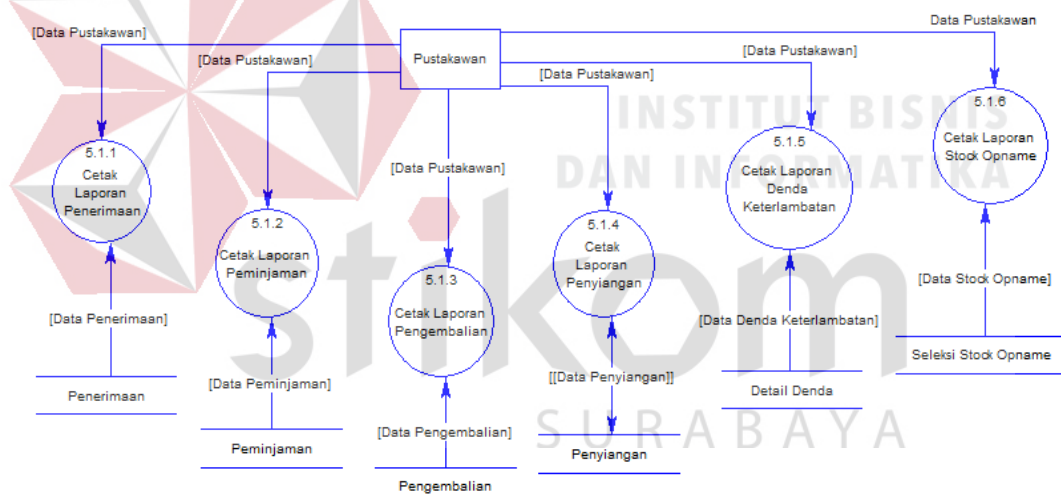 Data Pustakawan
[Data Pustakawan]
[Data Pustakawan]
[Data Pustakawan]
[Data Pustakawan]
Pustakawan
[Data Pustakawan]
INSTITUT BISNIS
DAN INFORMATIKA
5.1.1
Cetak
Laporan
Penerimaan
5.1.2
Cetak Laporan
Peminjaman
5.1.3
Cetak Laporan
Pengembalian
5.1.4
Cetak
Laporan
Penyiangan
5.1.5
Cetak Laporan
Denda
Keterlambatan
5.1.6
Cetak Laporan
Stock Opname
stikom
SURABAYA
[Data Penerimaan]
[Data Peminjaman]
[Data Pengembalian]
[[Data Penyiangan]]
[Data Denda Keterlambatan]
[Data Stock Opname]
Penerimaan
Peminjaman
Pengembalian
Penyiangan
Detail Denda
Seleksi Stock Opname